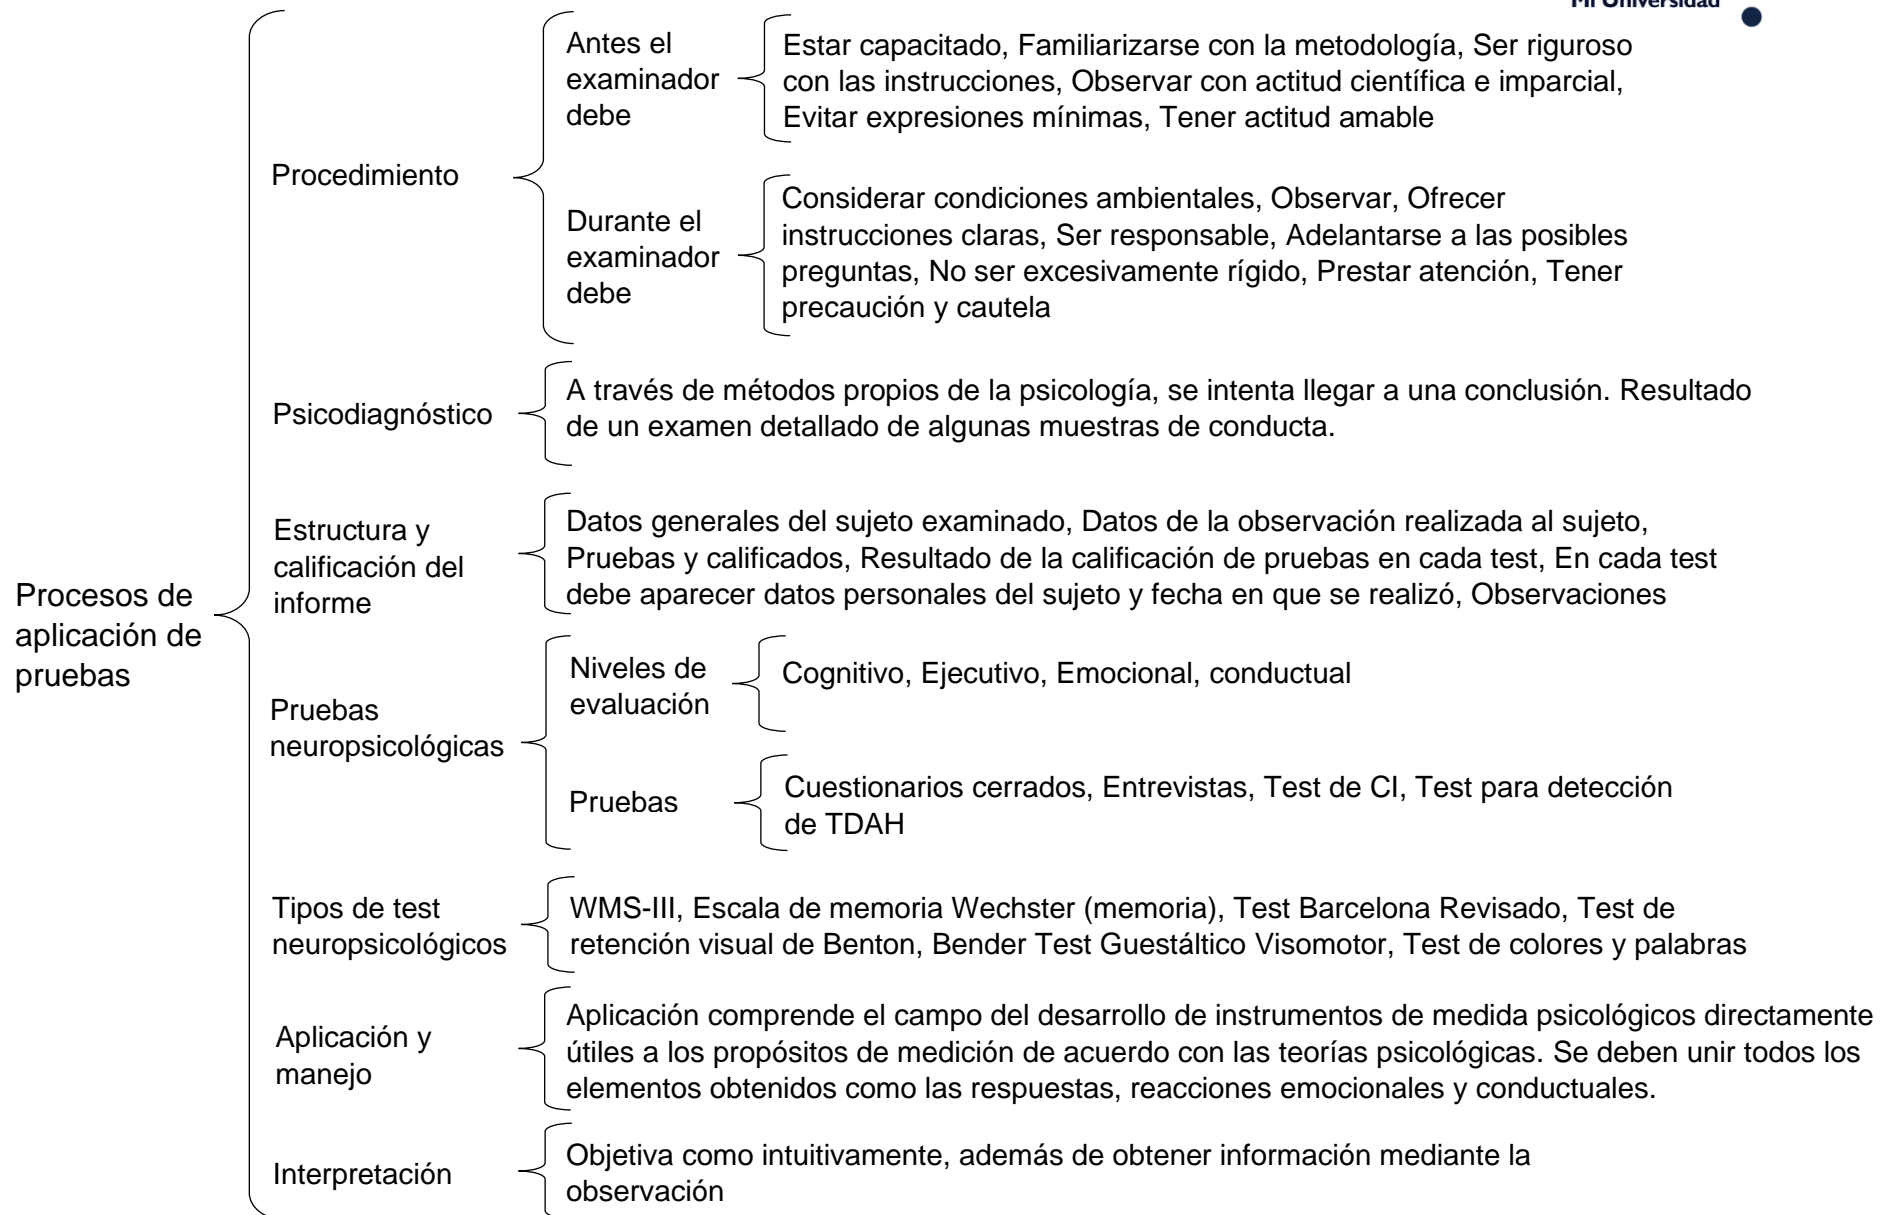 Mi Universidad
Procesos de
aplicación de
pruebas
Procedimiento
Antes el
examinador
debe
Estar capacitado, Familiarizarse con la metodología, Ser riguroso
con las instrucciones, Observar con actitud científica e imparcial,
Evitar expresiones mínimas, Tener actitud amable
Durante el
examinador
debe
Considerar condiciones ambientales, Observar, Ofrecer
instrucciones claras, Ser responsable, Adelantarse a las posibles
preguntas, No ser excesivamente rígido, Prestar atención, Tener
precaución y cautela
Psicodiagnóstico
A través de métodos propios de la psicología, se intenta llegar a una conclusión. Resultado
de un examen detallado de algunas muestras de conducta.
Estructura y
calificación del
informe
Datos generales del sujeto examinado, Datos de la observación realizada al sujeto,
Pruebas y calificados, Resultado de la calificación de pruebas en cada test, En cada test
debe aparecer datos personales del sujeto y fecha en que se realizó, Observaciones
Pruebas
neuropsicológicas
Niveles de
evaluación
Cognitivo, Ejecutivo, Emocional, conductual
Pruebas
Cuestionarios cerrados, Entrevistas, Test de CI, Test para detección
de TDAH
Tipos de test
neuropsicológicos
WMS-III, Escala de memoria Wechster (memoria), Test Barcelona Revisado, Test de
retención visual de Benton, Bender Test Guestáltico Visomotor, Test de colores y palabras
Aplicación y
manejo
Aplicación comprende el campo del desarrollo de instrumentos de medida psicológicos directamente
útiles a los propósitos de medición de acuerdo con las teorías psicológicas. Se deben unir todos los
elementos obtenidos como las respuestas, reacciones emocionales y conductuales.
Interpretación
Objetiva como intuitivamente, además de obtener información mediante la
observación